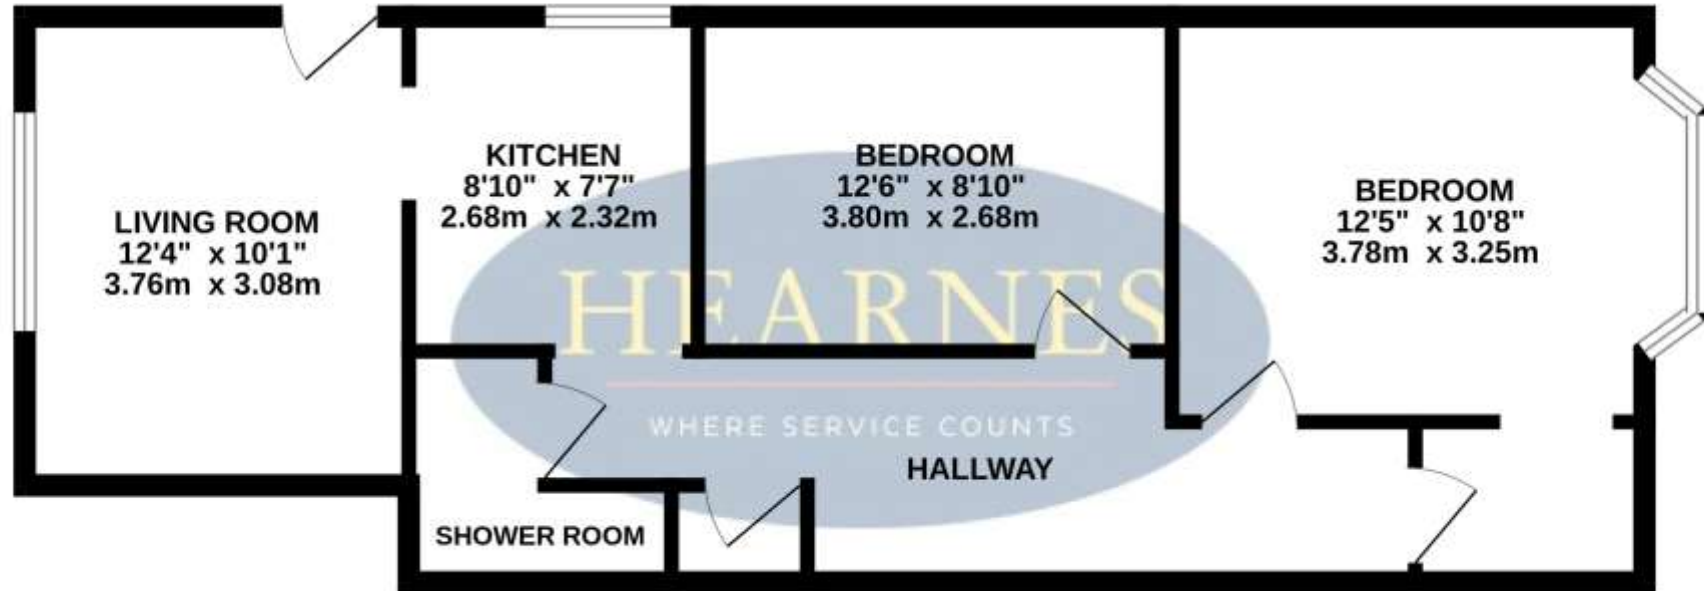 LIVING ROOM
12'4" x 10'1"
3.76m x 3.08m
KITCHEN
8'10" x 7'7"
2.68m x 2.32m
BEDROOM
12'6" x 8'10"
3.80m x 2.68m
BEDROOM
12'5" x 10'8"
3.78m x 3.25m
HEARNES
WHERE SERVICE COUNTS
HALLWAY
SHOWER ROOM